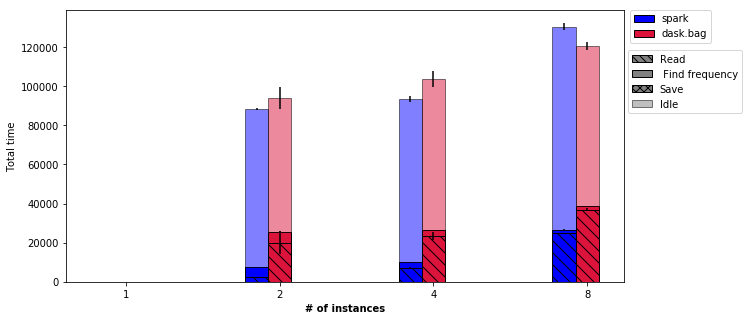 spark
dask.bag
Read
Find frequency
Save
Idle
Total time
120000
100000
80000
60000
40000
20000
0
1 2 4 8
# of instances